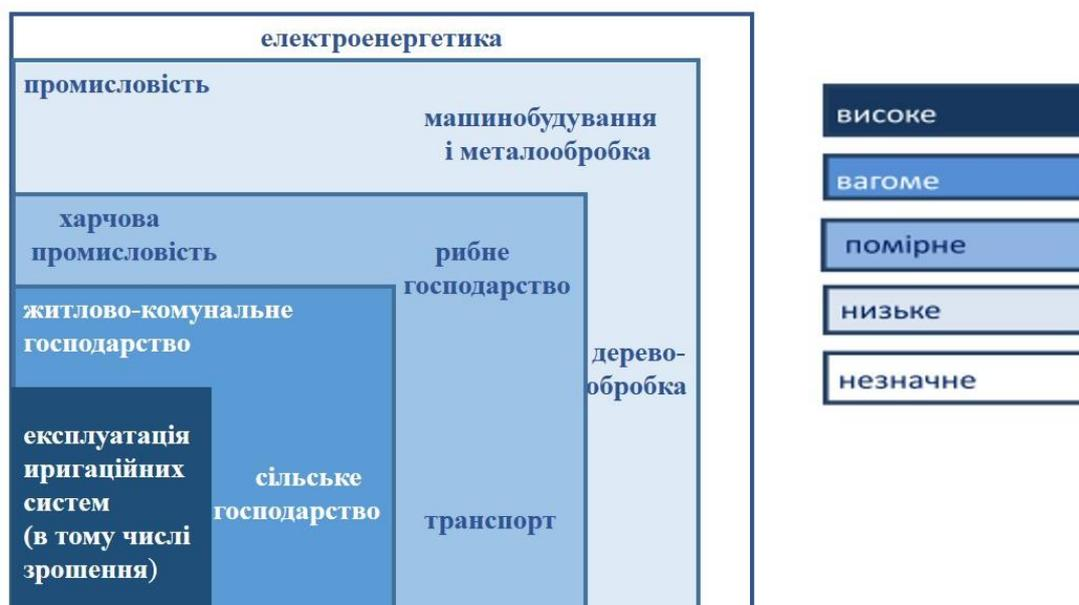 електроенергетика
промисловість
машинобудування
і металообробка
харчова
промисловість
рибне
господарство
житлово-комунальне
господарство
дерево-
обробка
експлуатація
иригаційних
систем
(в тому числі
зрошення)
сільське
господарство
транспорт
високе
вагоме
помірне
низьке
незначне